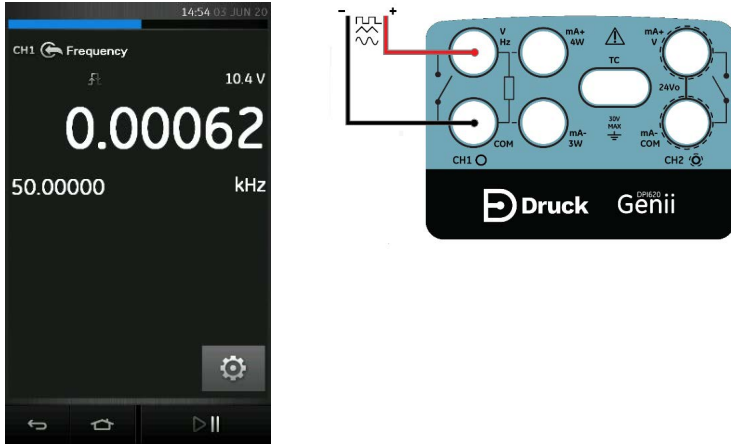 14:54 03 JUN 20
CH1 Frequency
10.4 V
0.00062
50.00000 kHz
- +
V
Hz
mA+
4W
TC
mA+
V
24Vo
30V
MAX
COM
mA-
3W
mA-
COM
CH1
CH2
Druck
DPI620
Genii